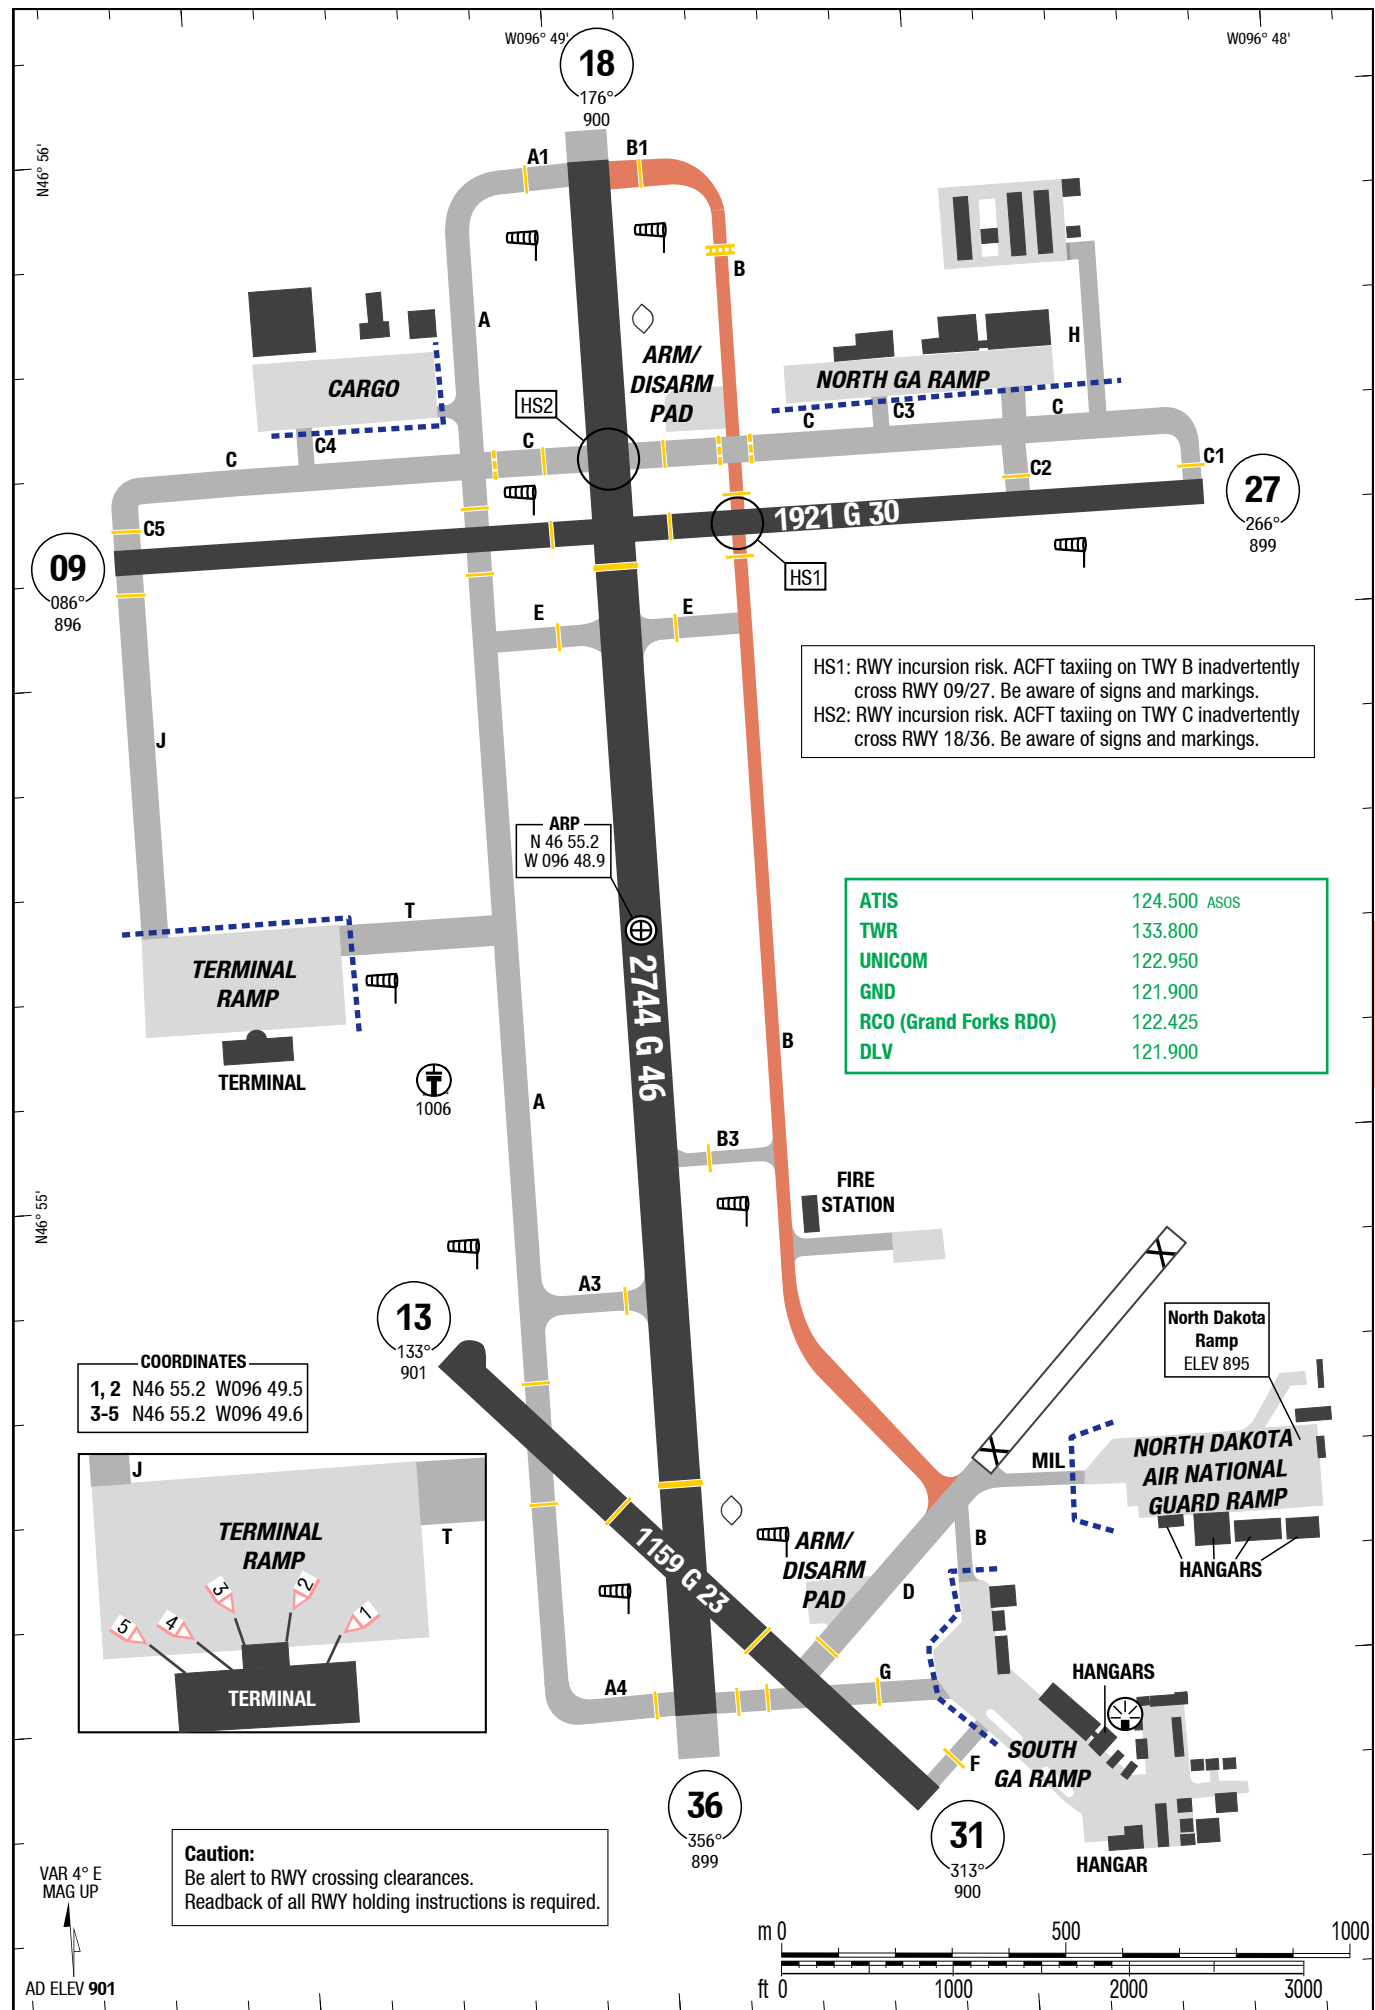 W096° 49'
W096° 48'
18
176°
900
N46° 56'
A1
B1
B
A
H
CARGO
ARM/
DISARM
PAD
NORTH GA RAMP
HS2
C
C3
C
C
C4
C
C2
C1
27
266°
899
C5
1921 G 30
09
086°
896
HS1
E
E
HS1: RWY incursion risk. ACFT taxiing on TWY B inadvertently
cross RWY 09/27. Be aware of signs and markings.
HS2: RWY incursion risk. ACFT taxiing on TWY C inadvertently
cross RWY 18/36. Be aware of signs and markings.
J
ARP
N 46 55.2
W 096 48.9
T
ATIS 124.500 ASOS
TWR 133.800
UNICOM 122.950
GND 121.900
RCO (Grand Forks RDO) 122.425
DLV 121.900
TERMINAL
RAMP
2744 G 46
B
TERMINAL
1006
A
B3
FIRE
STATION
N46° 55'
A3
13
133°
901
North Dakota
Ramp
ELEV 895
COORDINATES
1, 2 N46 55.2 W096 49.5
3-5 N46 55.2 W096 49.6
MIL
NORTH DAKOTA
AIR NATIONAL
GUARD RAMP
HANGARS
J
T
TERMINAL
RAMP
3
2
5
4
1
TERMINAL
1159 G 23
ARM/
DISARM
PAD
B
D
A4
G
HANGARS
F
SOUTH
GA RAMP
36
356°
899
31
313°
900
HANGAR
Caution:
Be alert to RWY crossing clearances.
Readback of all RWY holding instructions is required.
VAR 4° E
MAG UP
AD ELEV 901
m 0 500 1000
ft 0 1000 2000 3000